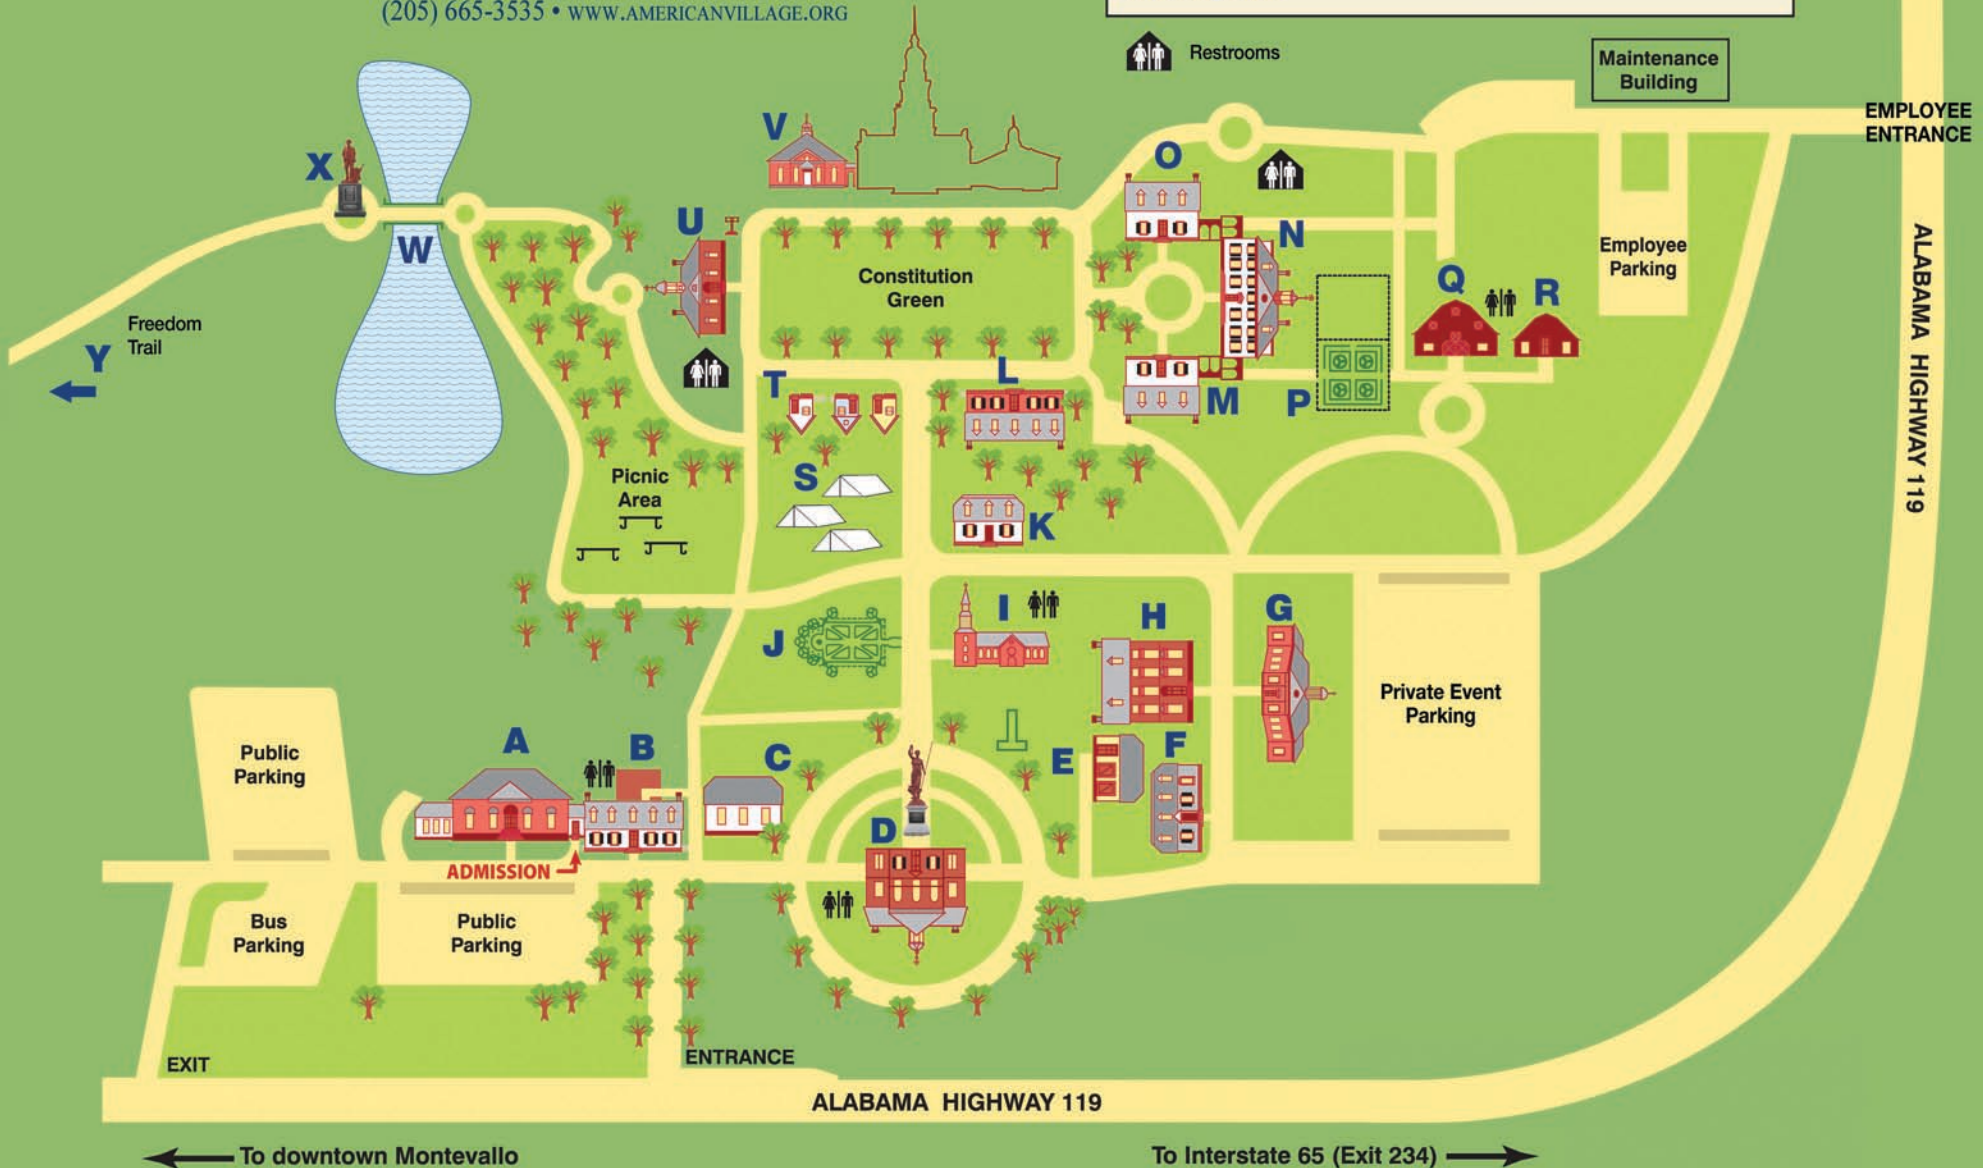 (205) 665-3535 • WWW.AMERICANVILLAGE.ORG
Restrooms
Maintenance
Building
EMPLOYEE
ENTRANCE
V
O
X
U
N
W
Constitution
Green
Employee
Parking
ALABAMA HIGHWAY 119
Q
R
Freedom
Trail
Y
T
L
M
P
Picnic
Area
S
K
I
H
G
J
Private Event
Parking
Public
Parking
A
B
C
E
F
D
ADMISSION
Bus
Parking
Public
Parking
EXIT
ENTRANCE
ALABAMA HIGHWAY 119
To downtown Montevallo
To Interstate 65 (Exit 234)